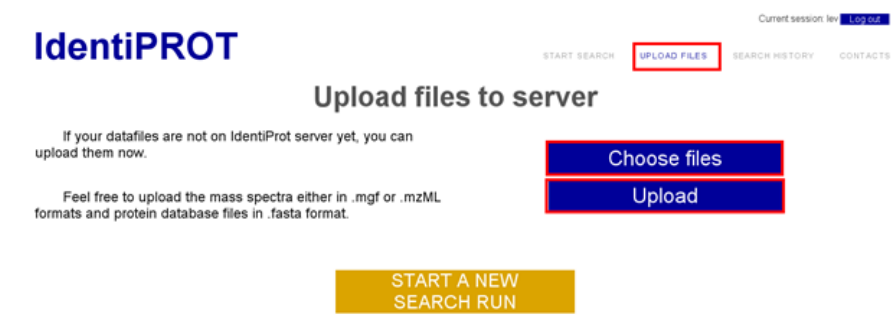 Current session: lev Log out
IdentiPROT
START SEARCH UPLOAD FILES SEARCH HISTORY CONTACTS
Upload files to server
If your datafiles are not on IdentiProt server yet, you can
upload them now.
Feel free to upload the mass spectra either in .mgf or .mzML
formats and protein database files in .fasta format.
Choose files
Upload
START A NEW
SEARCH RUN